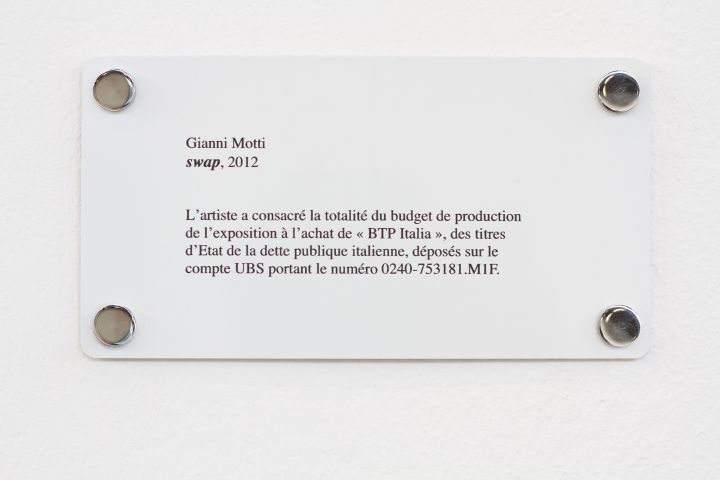 Gianni Motti
swap, 2012
L'artiste a consacré la totalité du budget de production
de l'exposition à l'achat de « BTP Italia », des titres
d'Etat de la dette publique italienne, déposés sur le
compte UBS portant le numéro 0240-753181.M1F.